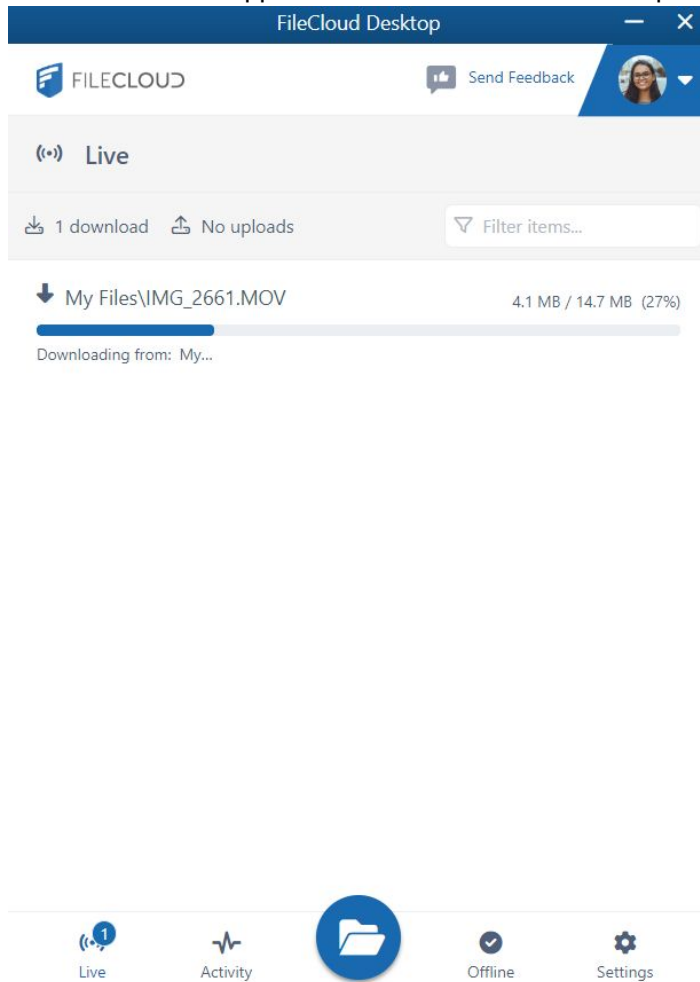 FileCloud Desktop
FILECLOUD
Send Feedback
Live
1 download No uploads Filter items...
My Files\IMG_2661.MOV 4.1 MB / 14.7 MB (27%)
Downloading from: My...
1
Live Activity Offline Settings